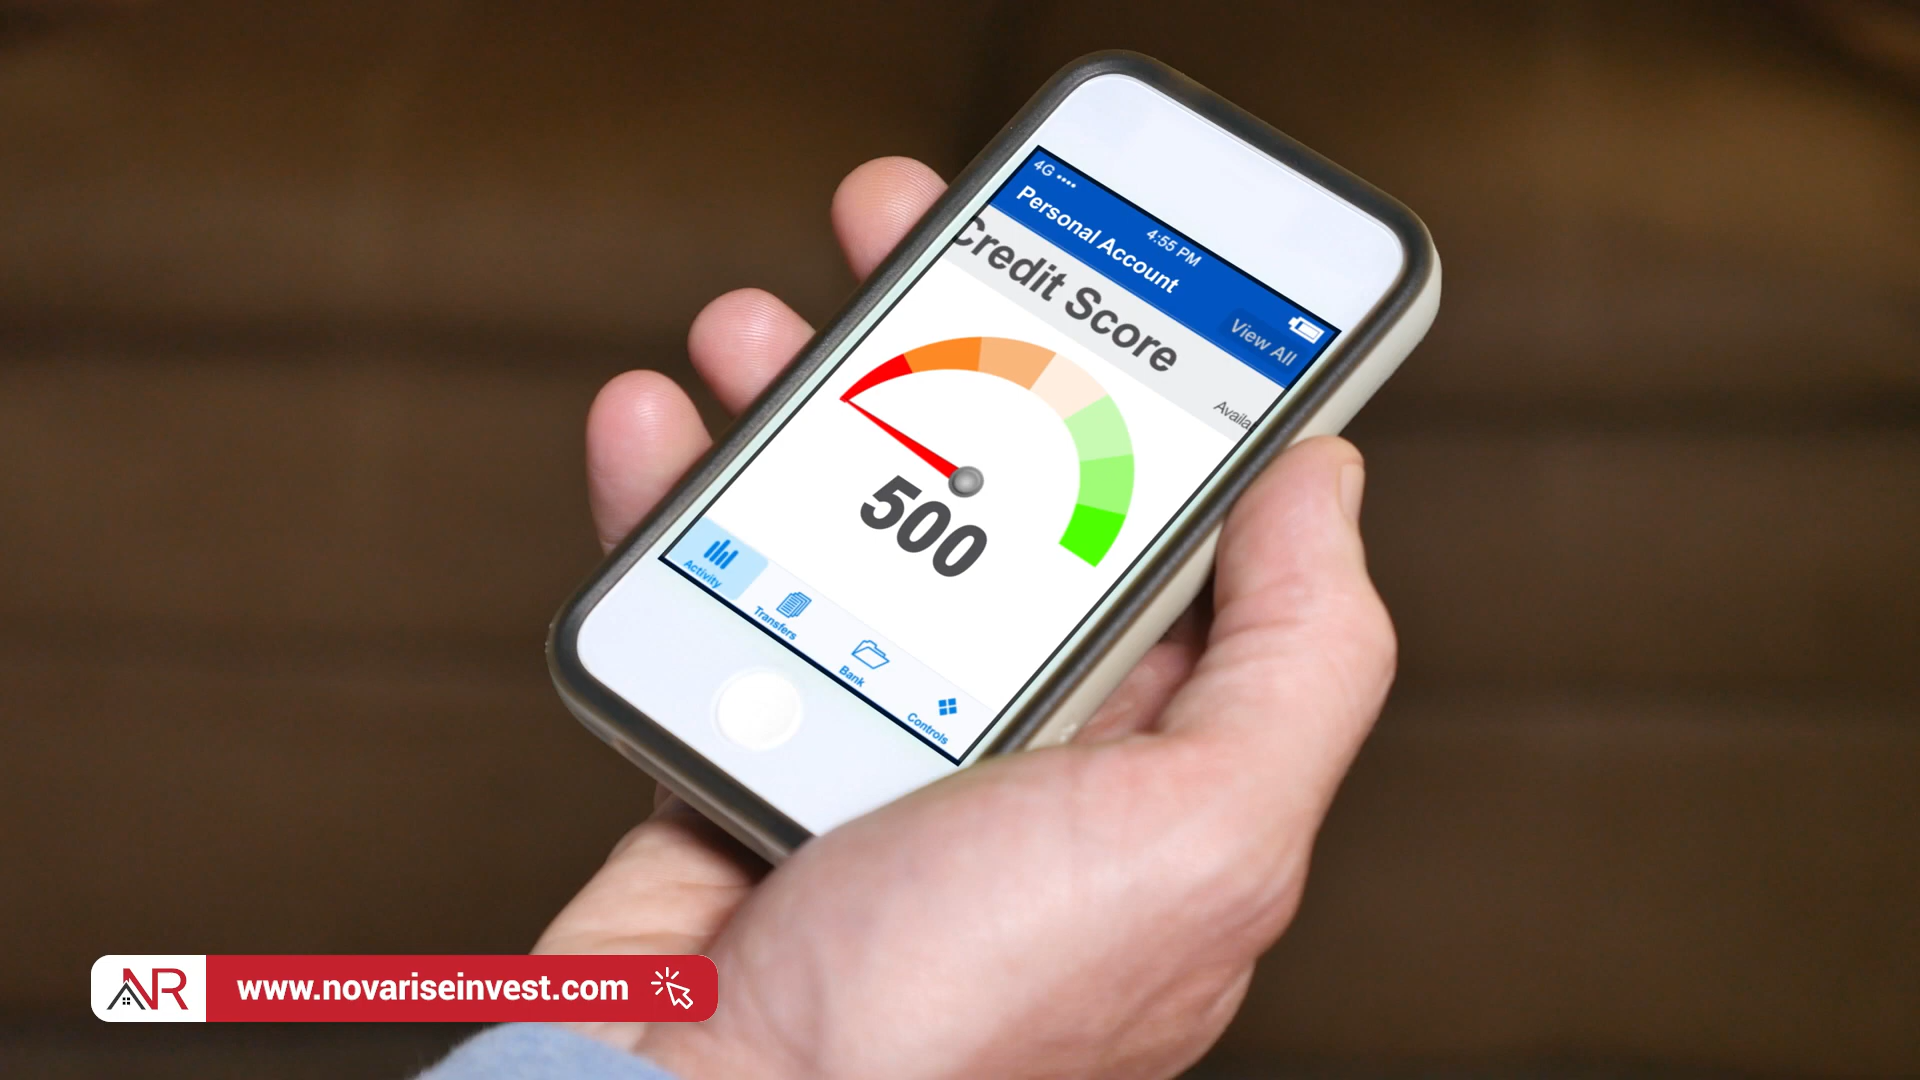 4G
4:55 PM
Personal Account
View All
Credit Score
500
Activity
Transfers
Bank
Controls
NR
www.novariseinvest.com